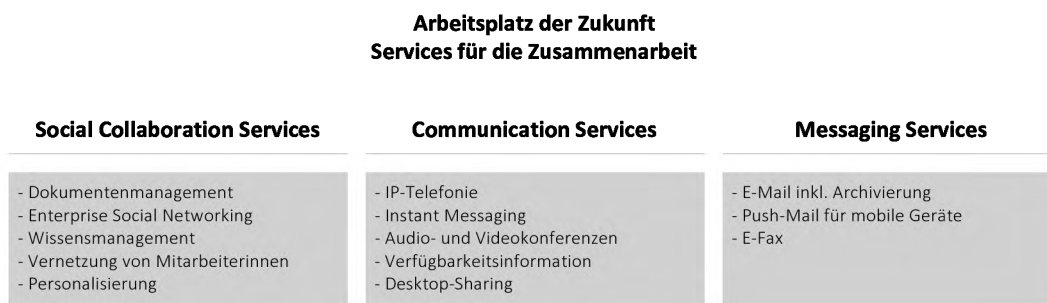 Arbeitsplatz der Zukunft
Services für die Zusammenarbeit
Social Collaboration Services
- Dokumentenmanagement
- Enterprise Social Networking
- Wissensmanagement
- Vernetzung von Mitarbeiterinnen
- Personalisierung
Communication Services
- IP-Telefonie
- Instant Messaging
- Audio- und Videokonferenzen
- Verfügbarkeitsinformation
- Desktop-Sharing
Messaging Services
- E-Mail inkl. Archivierung
- Push-Mail für mobile Geräte
- E-Fax